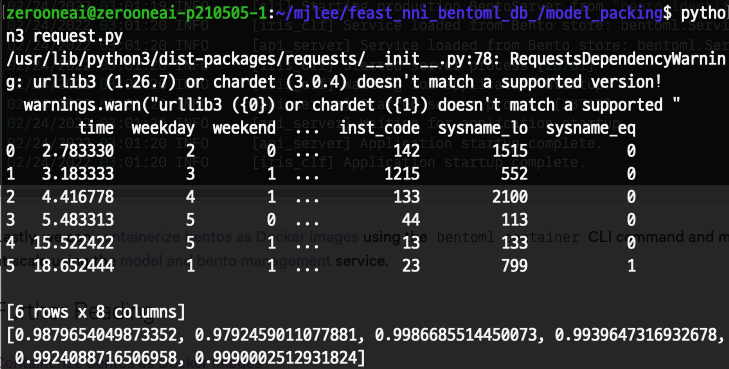 zerooneai@zerooneai-p210505-1:~/mjlee/feast_nni_bentoml_db_/model_packing$ pytho
n3 request.py
/usr/lib/python3/dist-packages/requests/__init__.py:78: RequestsDependencyWarnin
g: urllib3 (1.26.7) or chardet (3.0.4) doesn't match a supported version!
  warnings.warn("urllib3 ({0}) or chardet ({1}) doesn't match a supported "
        time  weekday  weekend  ...  inst_code  sysname_lo  sysname_eq
0   2.783330        2        0  ...        142        1515           0
1   3.183333        3        1  ...       1215         552           0
2   4.416778        4        1  ...        133        2100           0
3   5.483313        5        0  ...         44         113           0
4  15.522422        5        1  ...         13         133           0
5  18.652444        1        1  ...         23         799           1
[6 rows x 8 columns]
[0.9879654049873352, 0.9792459011077881, 0.9986685514450073, 0.9939647316932678,
 0.9924088716506958, 0.9990002512931824]